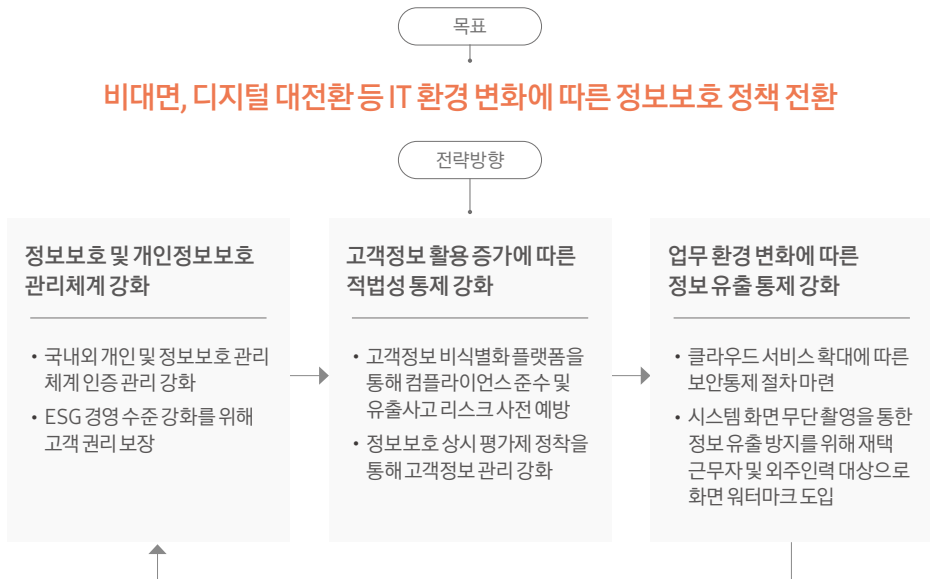 목표
비대면, 디지털 대전환 등 IT 환경 변화에 따른 정보보호 정책 전환
전략방향
정보보호 및 개인정보보호
관리체계 강화
• 국내외 개인 및 정보보호 관리
체계 인증 관리 강화
• ESG 경영 수준 강화를 위해
고객 권리 보장
고객정보 활용 증가에 따른
적법성 통제 강화
• 고객정보 비식별화 플랫폼을
통해 컴플라이언스 준수 및
유출사고 리스크 사전 예방
• 정보보호 상시 평가제 정착을
통해 고객정보 관리 강화
업무 환경 변화에 따른
정보 유출 통제 강화
• 클라우드 서비스 확대에 따른
보안통제 절차 마련
• 시스템 화면 무단 촬영을 통한
정보 유출 방지를 위해 재택
근무자 및 외주인력 대상으로
화면 워터마크 도입